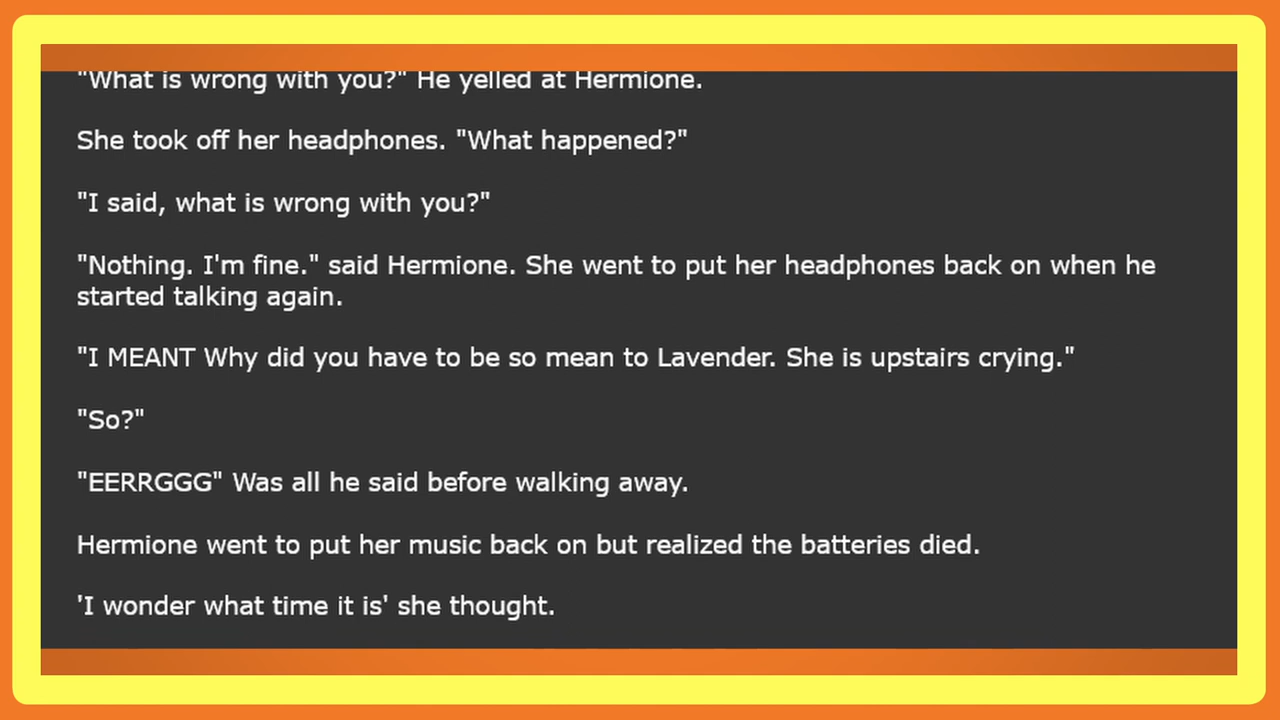 "What is wrong with you?" He yelled at Hermione.
She took off her headphones. "What happened?"
"I said, what is wrong with you?"
"Nothing. I'm fine." said Hermione. She went to put her headphones back on when he
started talking again.
"I MEANT Why did you have to be so mean to Lavender. She is upstairs crying."
"So?"
"EERRGGG" Was all he said before walking away.
Hermione went to put her music back on but realized the batteries died.
'I wonder what time it is' she thought.